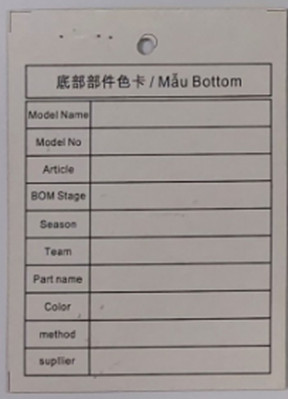 底部部件色卡 / Mẫu Bottom
Model Name
Model No
Article
BOM Stage
Season
Team
Part name
Color
method
supllier